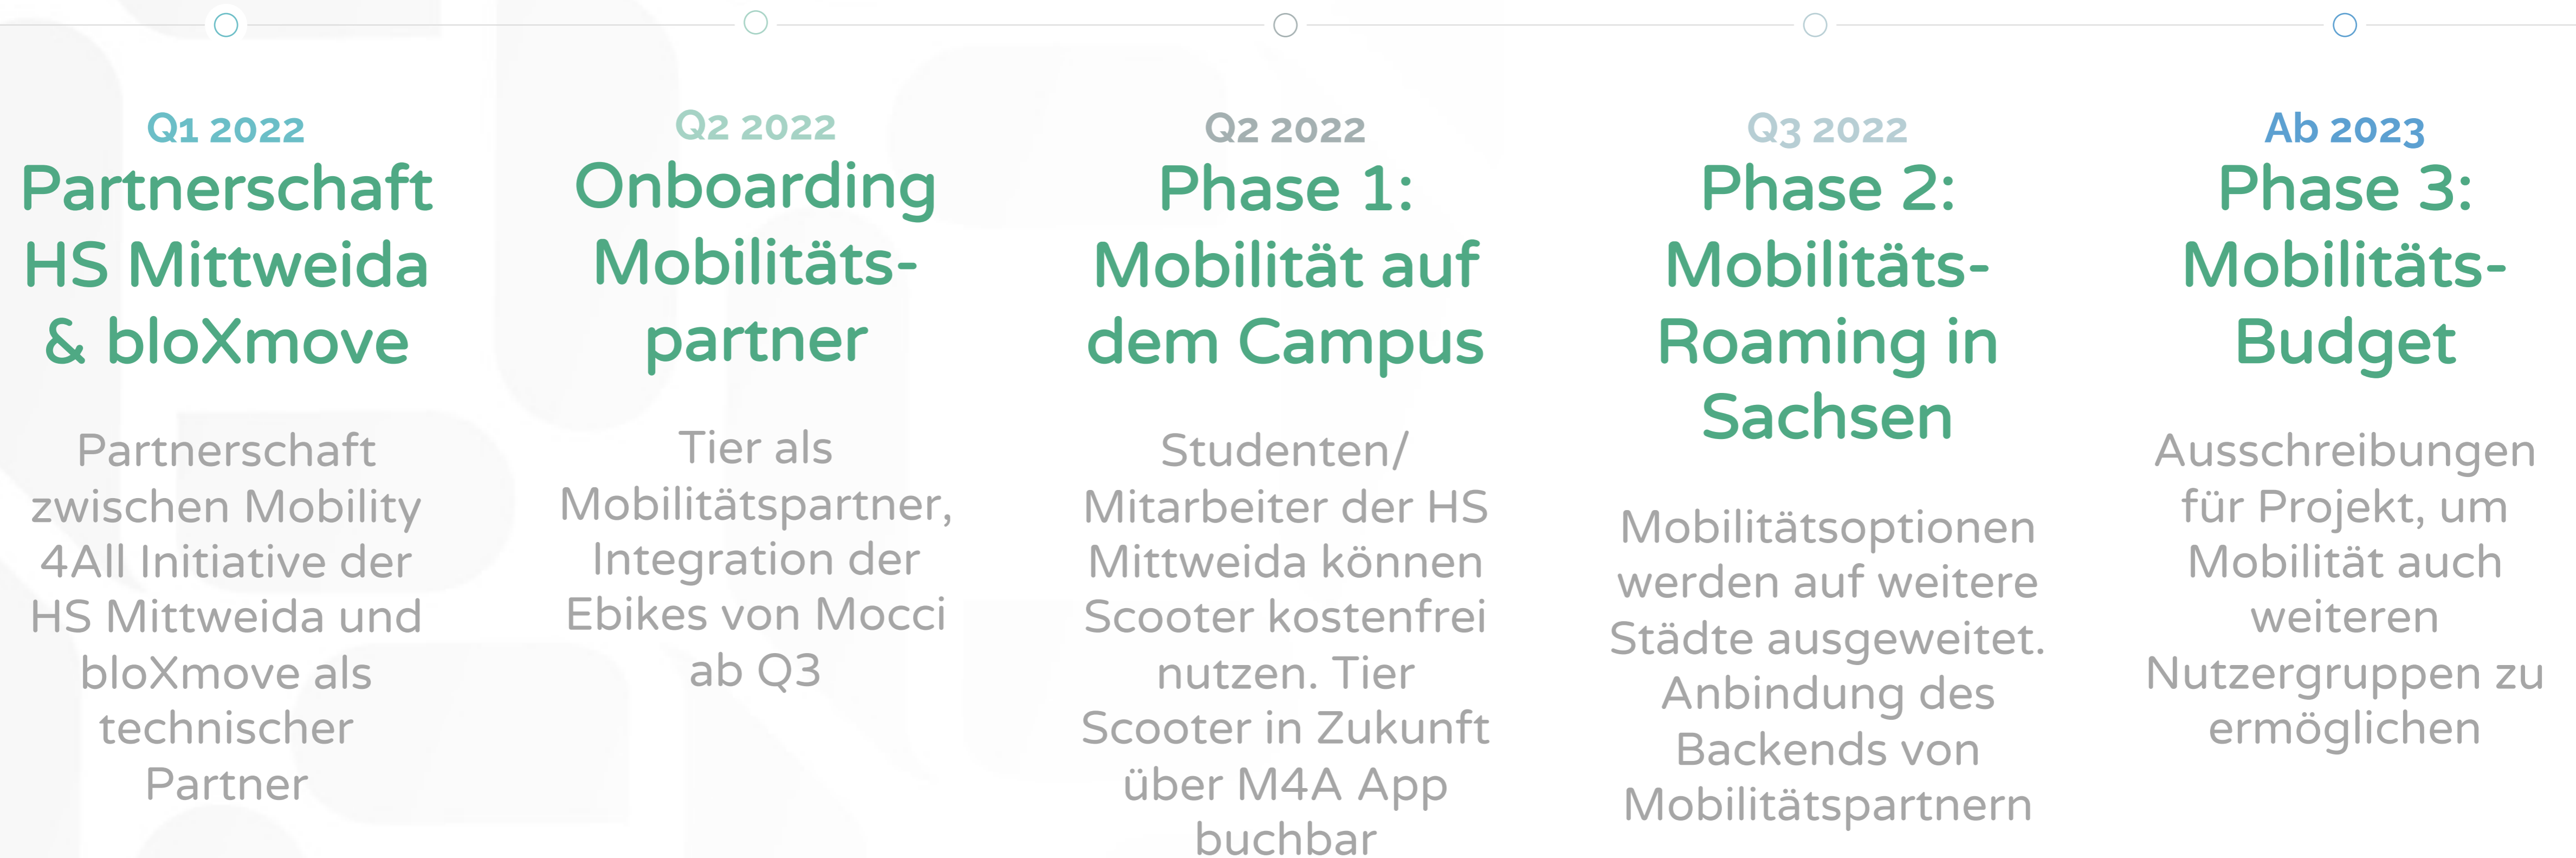 Q1 2022
Partnerschaft
HS Mittweida
& bloXmove
Partnerschaft
zwischen Mobility
4All Initiative der
HS Mittweida und
bloXmove als
technischer
Partner
Q2 2022
Onboarding
Mobilitäts-
partner
Tier als
Mobilitätspartner,
Integration der
Ebikes von Mocci
ab Q3
Q2 2022
Phase 1:
Mobilität auf
dem Campus
Studenten/
Mitarbeiter der HS
Mittweida können
Scooter kostenfrei
nutzen. Tier
Scooter in Zukunft
über M4A App
buchbar
Q3 2022
Phase 2:
Mobilitäts-
Roaming in
Sachsen
Mobilitätsoptionen
werden auf weitere
Städte ausgeweitet.
Anbindung des
Backends von
Mobilitätspartnern
Ab 2023
Phase 3:
Mobilitäts-
Budget
Ausschreibungen
für Projekt, um
Mobilität auch
weiteren
Nutzergruppen zu
ermöglichen